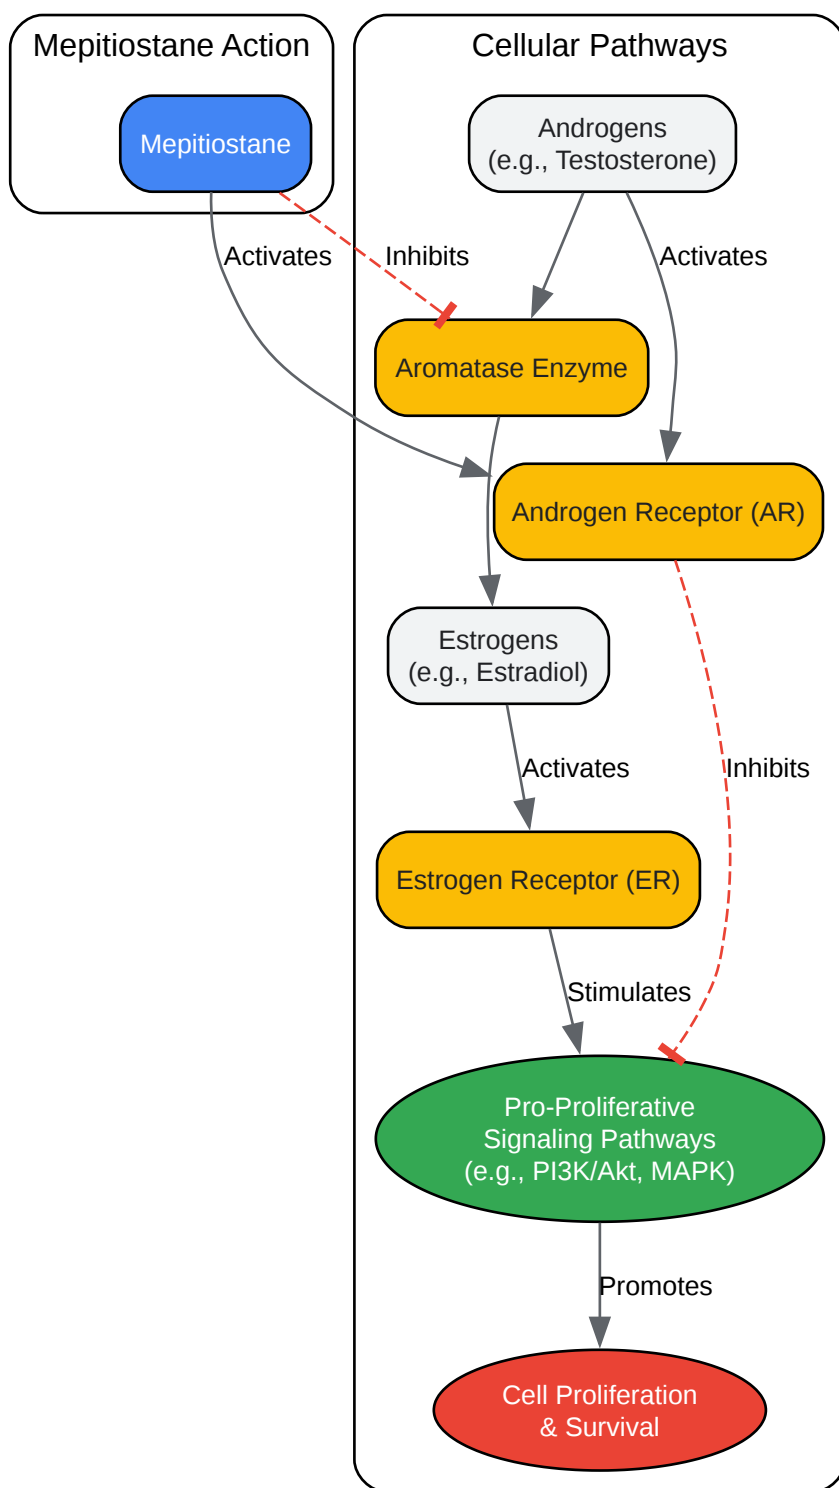 Mepitiostane Action
Cellular Pathways
Mepitiostane
Androgens
(e.g., Testosterone)
Activates
Inhibits
Activates
Aromatase Enzyme
Androgen Receptor (AR)
Estrogens
(e.g., Estradiol)
Activates
Inhibits
Estrogen Receptor (ER)
Stimulates
Pro-Proliferative
Signaling Pathways
(e.g., PI3K/Akt, MAPK)
Promotes
Cell Proliferation
& Survival